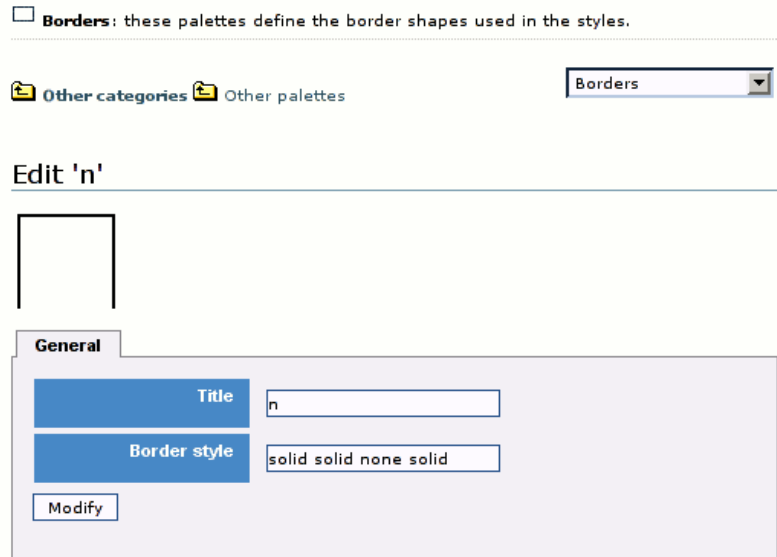 Borders: these palettes define the border shapes used in the styles.
Other categories Other palettes
Borders
Edit 'n'
General
Title
n
Border style
solid solid none solid
Modify